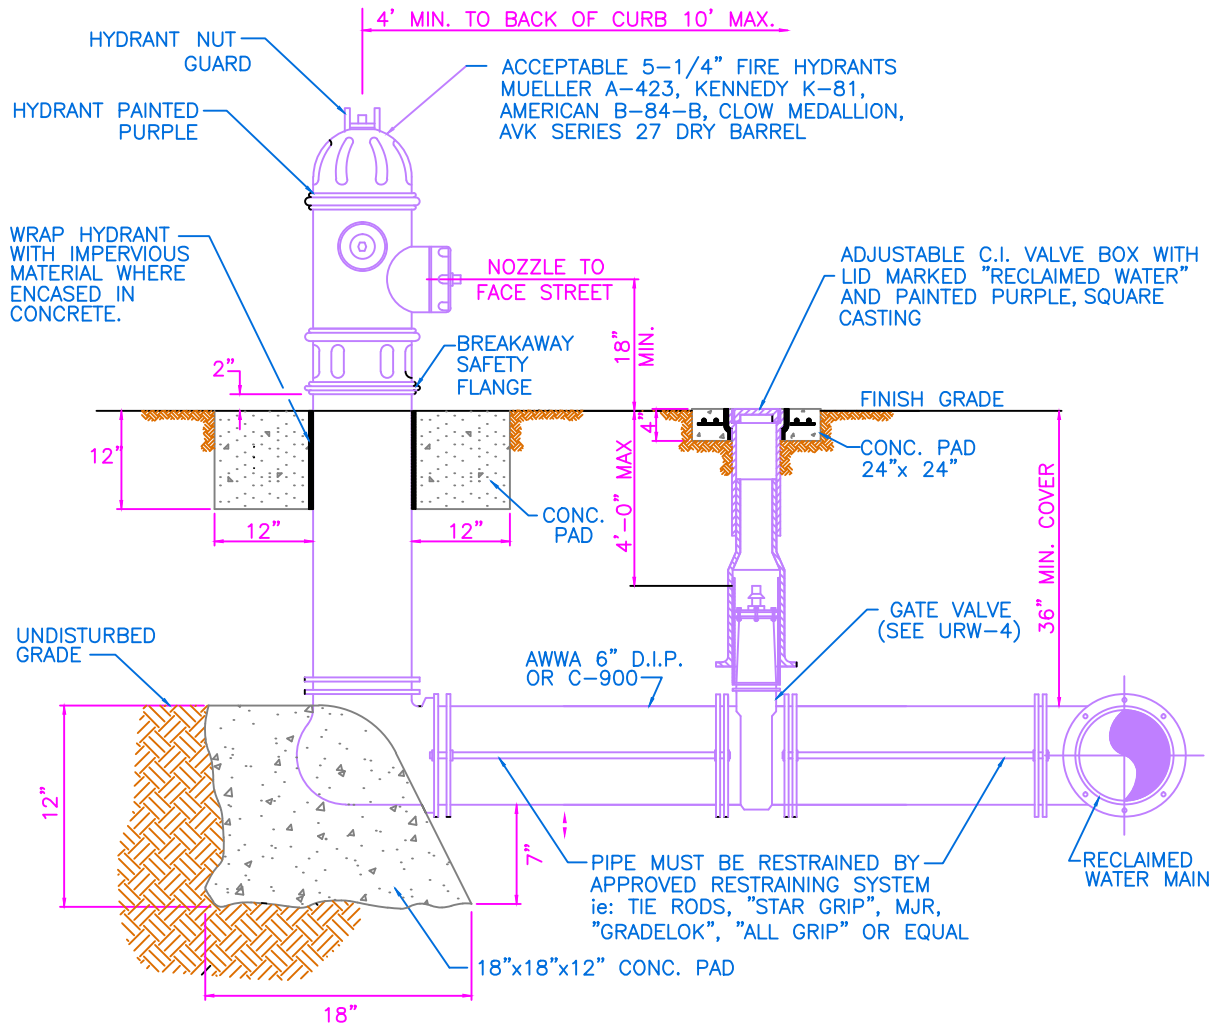 4' MIN. TO BACK OF CURB 10' MAX.
HYDRANT NUT
GUARD
ACCEPTABLE 5-1/4" FIRE HYDRANTS
MUELLER A-423, KENNEDY K-81,
AMERICAN B-84-B, CLOW MEDALLION,
AVK SERIES 27 DRY BARREL
HYDRANT PAINTED
PURPLE
WRAP HYDRANT
WITH IMPERVIOUS
MATERIAL WHERE
ENCASED IN
CONCRETE.
NOZZLE TO
FACE STREET
ADJUSTABLE C.I. VALVE BOX WITH
LID MARKED "RECLAIMED WATER"
AND PAINTED PURPLE, SQUARE
CASTING
18"
MIN.
BREAKAWAY
SAFETY
FLANGE
2"
FINISH GRADE
4"
12"
CONC. PAD
24"x 24"
4'-0" MAX
36" MIN. COVER
12"
12"
CONC.
PAD
GATE VALVE
(SEE URW-4)
UNDISTURBED
GRADE
AWWA 6" D.I.P.
OR C-900
12"
7"
PIPE MUST BE RESTRAINED BY
APPROVED RESTRAINING SYSTEM
ie: TIE RODS, "STAR GRIP", MJR,
"GRADELOK", "ALL GRIP" OR EQUAL
RECLAIMED
WATER MAIN
18"x18"x12" CONC. PAD
18"